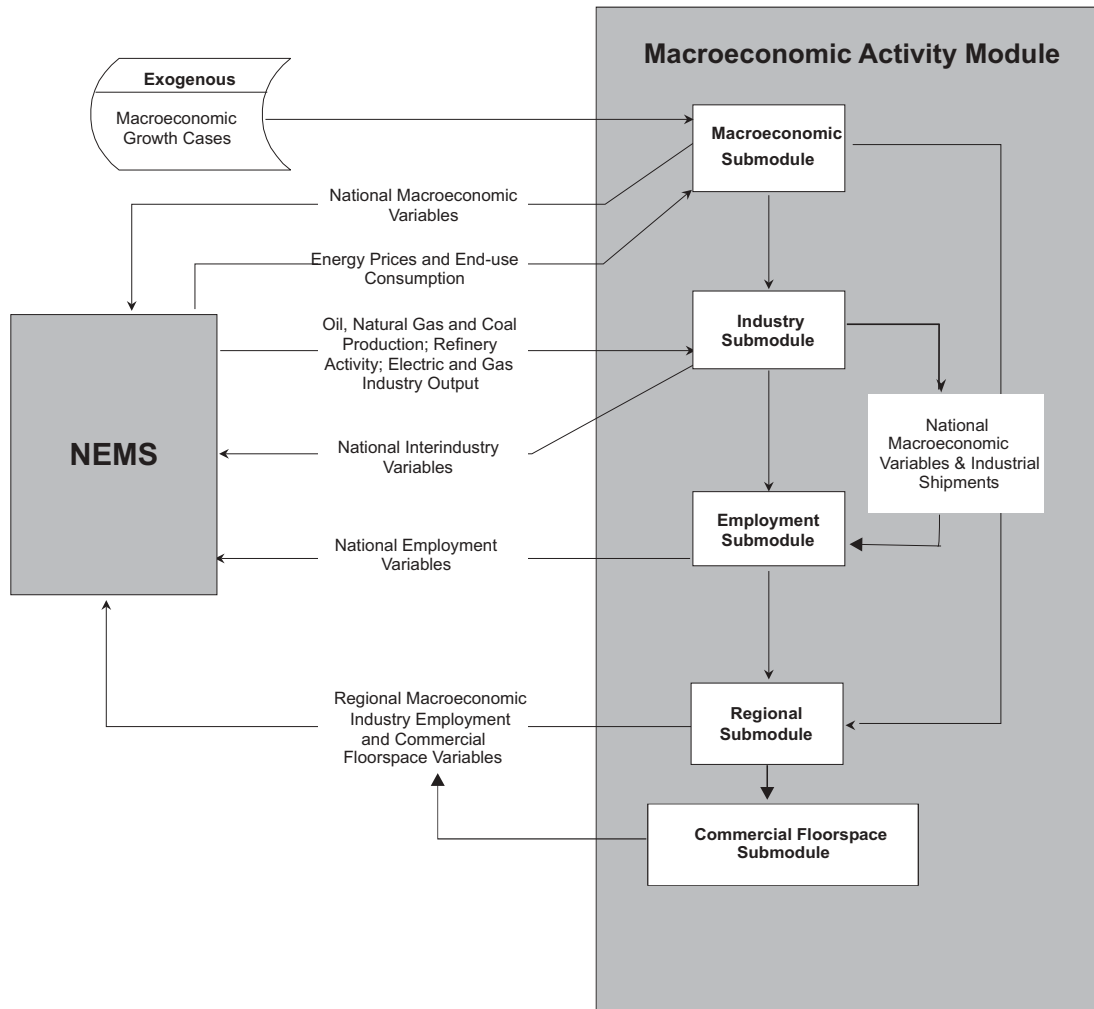 Macroeconomic Activity Module
Exogenous
Macroeconomic
Growth Cases
Macroeconomic
Submodule
National Macroeconomic
Variables
Energy Prices and End-use
Consumption
Oil, Natural Gas and Coal
Production; Refinery
Activity; Electric and Gas
Industry Output
Industry
Submodule
NEMS
National Interindustry
Variables
National
Macroeconomic
Variables & Industrial
Shipments
Employment
Submodule
National Employment
Variables
Regional Macroeconomic
Industry Employment
and Commercial
Floorspace Variables
Regional
Submodule
Commercial Floorspace
Submodule